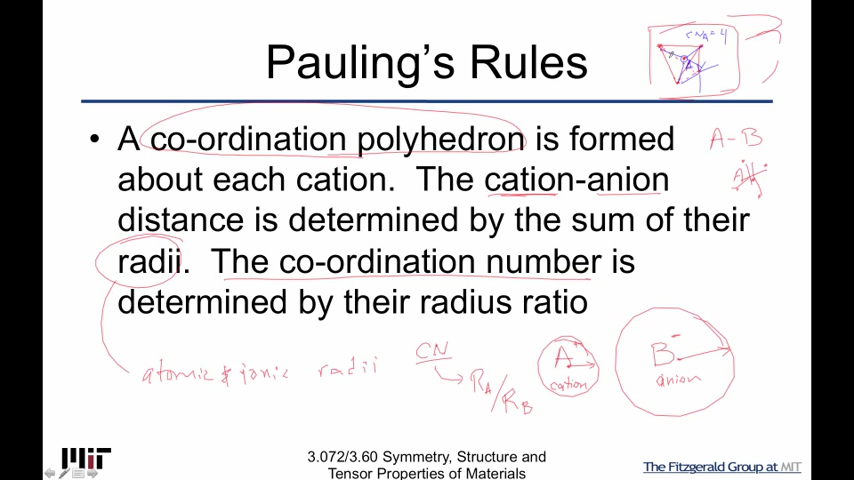 Pauling's Rules
CN_A = 4
• A co-ordination polyhedron is formed
about each cation. The cation-anion
distance is determined by the sum of their
radii. The co-ordination number is
determined by their radius ratio
A-B
A
CN
R_A/R_B
atomic & ionic radii
A+
cation
B-
anion
MIT
3.072/3.60 Symmetry, Structure and
Tensor Properties of Materials
The Fitzgerald Group at MIT